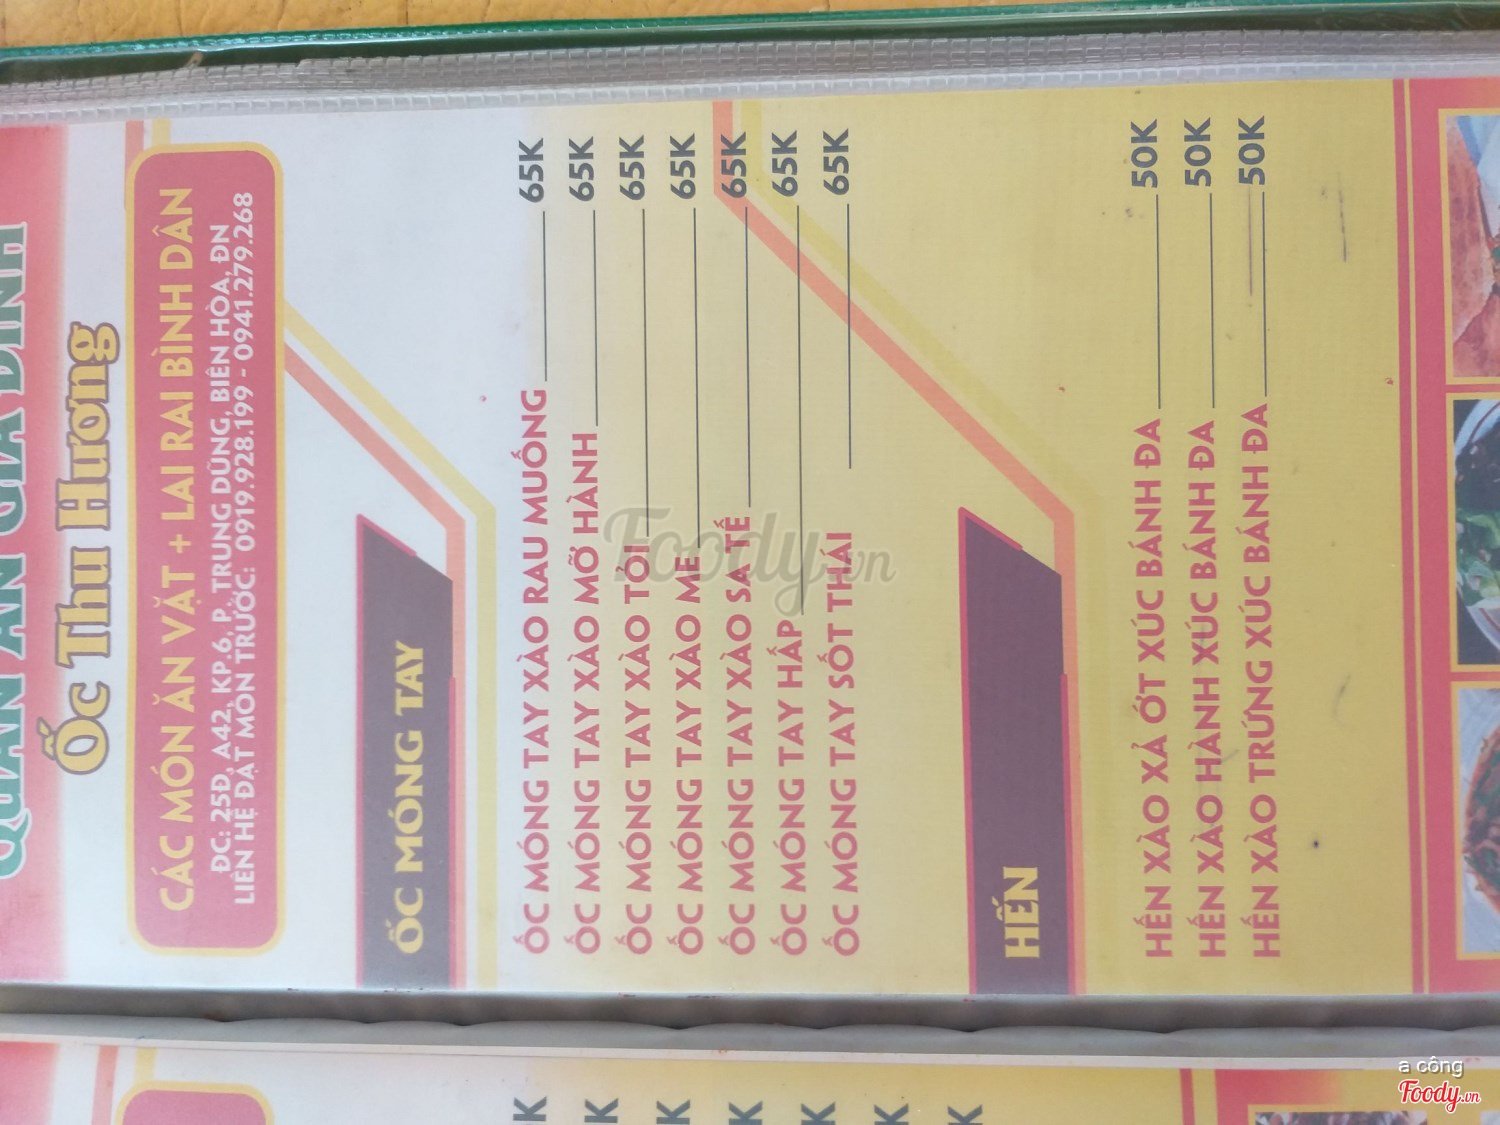 QUÁN ĂN GIA ĐÌNH
Ốc Thu Hương
CÁC MÓN ĂN VẶT + LAI RAI BÌNH DÂN
ĐC: 25Đ, A42, KP.6, P. TRUNG DŨNG, BIÊN HÒA, ĐN
LIÊN HỆ ĐẶT MÓN TRƯỚC: 0919.928.199 - 0941.279.268
ỐC MÓNG TAY
ỐC MÓNG TAY XÀO RAU MUỐNG 65K
ỐC MÓNG TAY XÀO MỠ HÀNH 65K
ỐC MÓNG TAY XÀO TỎI 65K
ỐC MÓNG TAY XÀO ME 65K
ỐC MÓNG TAY XÀO SA TẾ 65K
ỐC MÓNG TAY HẤP 65K
ỐC MÓNG TAY SỐT THÁI 65K
HẾN
HẾN XÀO XẢ ỚT XÚC BÁNH ĐA 50K
HẾN XÀO HÀNH XÚC BÁNH ĐA 50K
HẾN XÀO TRỨNG XÚC BÁNH ĐA 50K
K
K
K
K
K
K
K
Foody.vn
a công
Foody.vn